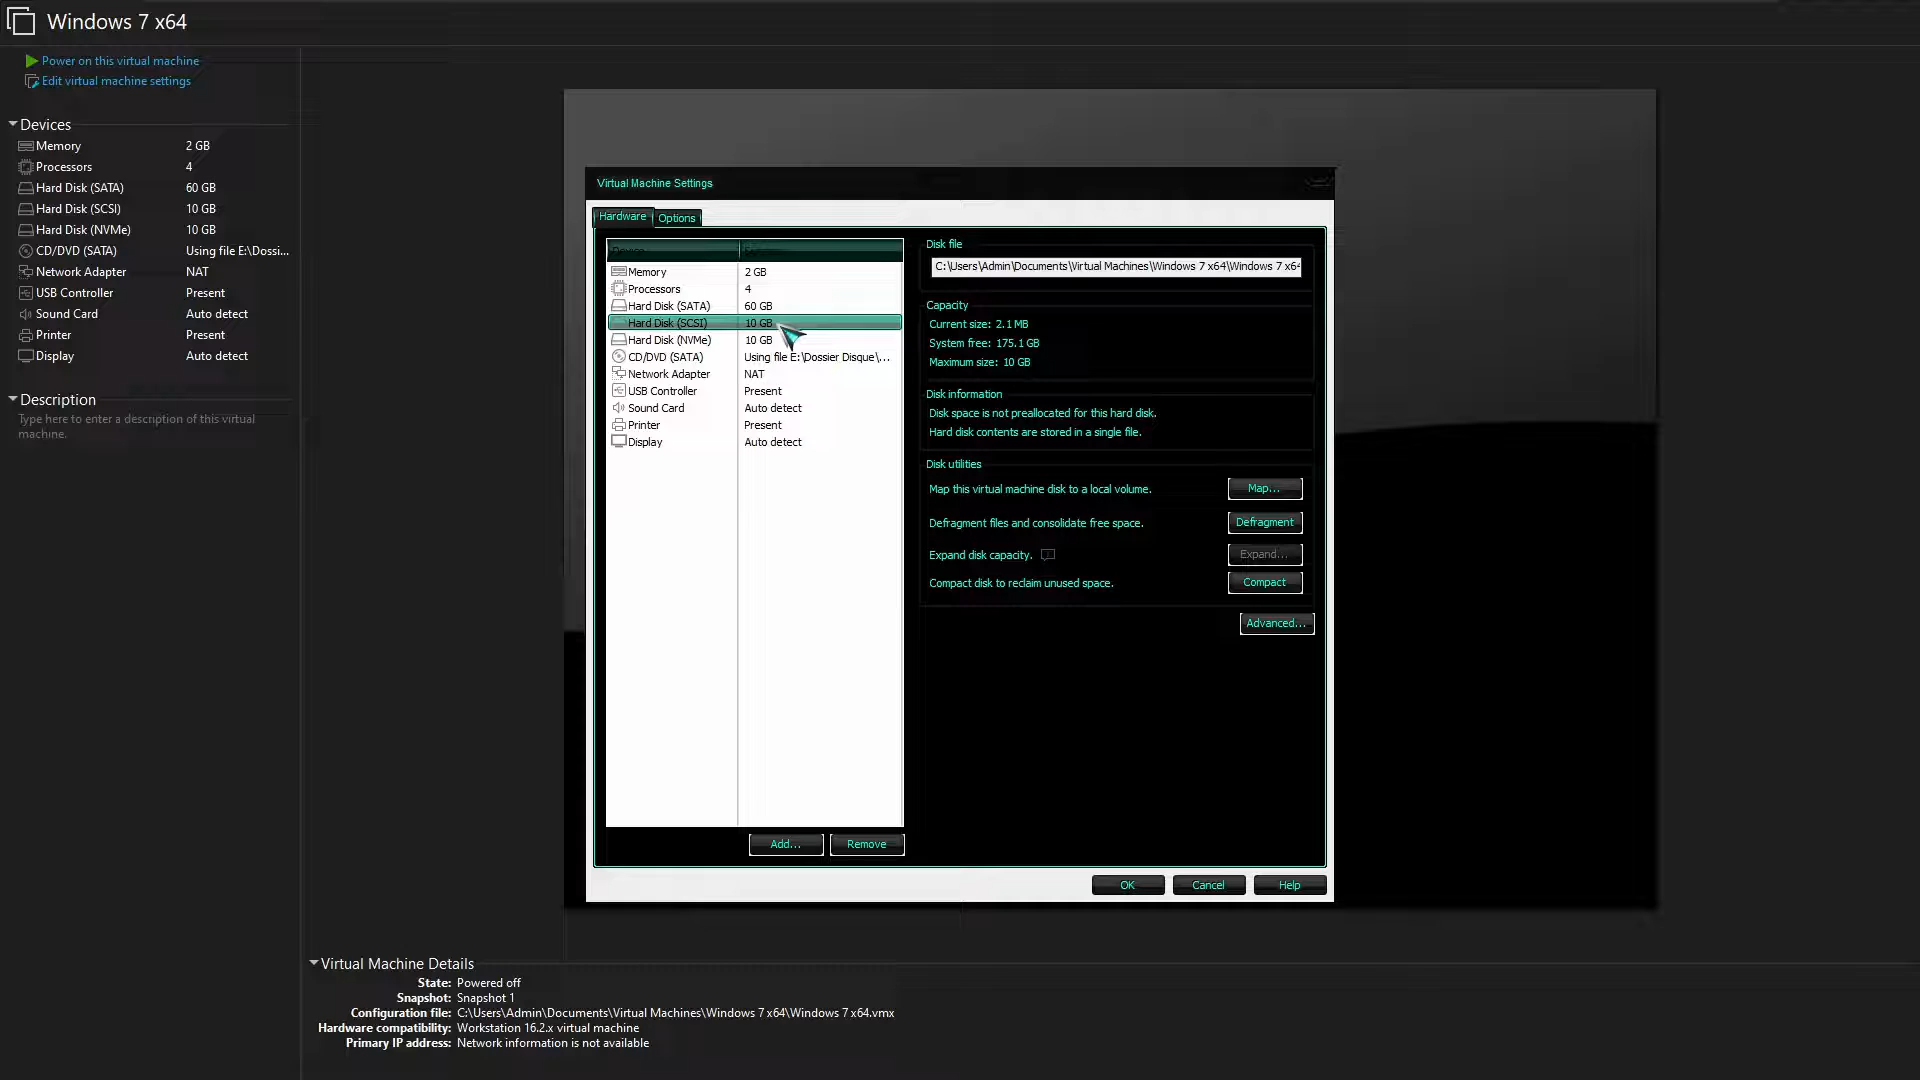 Windows 7 x64
Power on this virtual machine
Edit virtual machine settings
Devices
Memory 2 GB
Processors 4
Hard Disk (SATA) 60 GB
Hard Disk (SCSI) 10 GB
Hard Disk (NVMe) 10 GB
CD/DVD (SATA) Using file E:\Dossi...
Network Adapter NAT
USB Controller Present
Sound Card Auto detect
Printer Present
Display Auto detect
Description
Type here to enter a description of this virtual
machine.
Virtual Machine Settings
Hardware Options
Memory 2 GB
Processors 4
Hard Disk (SATA) 60 GB
Hard Disk (SCSI) 10 GB
Hard Disk (NVMe) 10 GB
CD/DVD (SATA) Using file E:\Dossier Disque\...
Network Adapter NAT
USB Controller Present
Sound Card Auto detect
Printer Present
Display Auto detect
Add... Remove
Disk file
C:\Users\Admin\Documents\Virtual Machines\Windows 7 x64\Windows 7 x64
Capacity
Current size: 2.1 MB
System free: 175.1 GB
Maximum size: 10 GB
Disk information
Disk space is not preallocated for this hard disk.
Hard disk contents are stored in a single file.
Disk utilities
Map this virtual machine disk to a local volume. Map...
Defragment files and consolidate free space. Defragment
Expand disk capacity. Expand...
Compact disk to reclaim unused space. Compact
Advanced...
OK Cancel Help
Virtual Machine Details
State: Powered off
Snapshot: Snapshot 1
Configuration file: C:\Users\Admin\Documents\Virtual Machines\Windows 7 x64\Windows 7 x64.vmx
Hardware compatibility: Workstation 16.2.x virtual machine
Primary IP address: Network information is not available